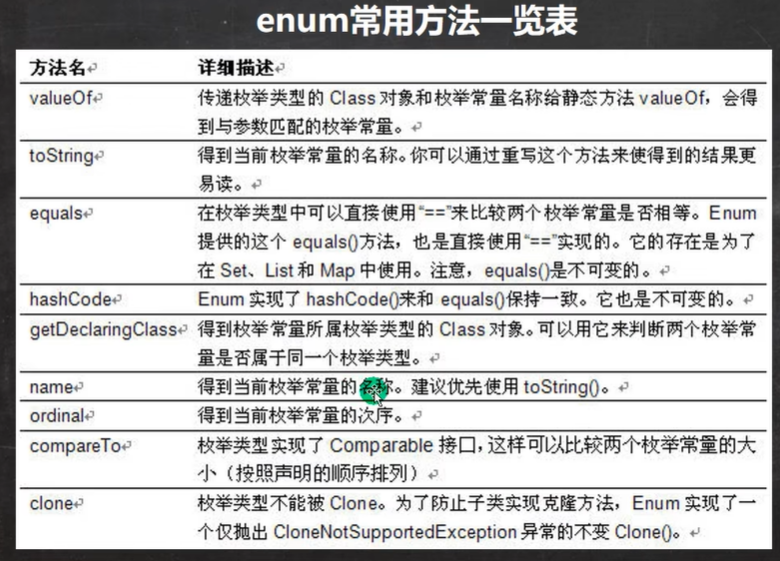 enum常用方法一览表
方法名 详细描述
valueOf 传递枚举类型的 Class 对象和枚举常量名称给静态方法 valueOf，会得
到与参数匹配的枚举常量。
toString 得到当前枚举常量的名称。你可以通过重写这个方法来使得到的结果更
易读。
equals 在枚举类型中可以直接使用“==”来比较两个枚举常量是否相等。Enum
提供的这个 equals()方法，也是直接使用“==”实现的。它的存在是为了
在 Set、List 和 Map 中使用。注意，equals()是不可变的。
hashCode Enum 实现了 hashCode()来和 equals()保持一致。它也是不可变的。
getDeclaringClass 得到枚举常量所属枚举类型的 Class 对象。可以用它来判断两个枚举常
量是否属于同一个枚举类型。
name 得到当前枚举常量的名称。建议优先使用 toString()。
ordinal 得到当前枚举常量的次序。
compareTo 枚举类型实现了 Comparable 接口，这样可以比较两个枚举常量的大
小（按照声明的顺序排列）
clone 枚举类型不能被 Clone。为了防止子类实现克隆方法，Enum 实现了一
个仅抛出 CloneNotSupportedException 异常的不变 Clone()。